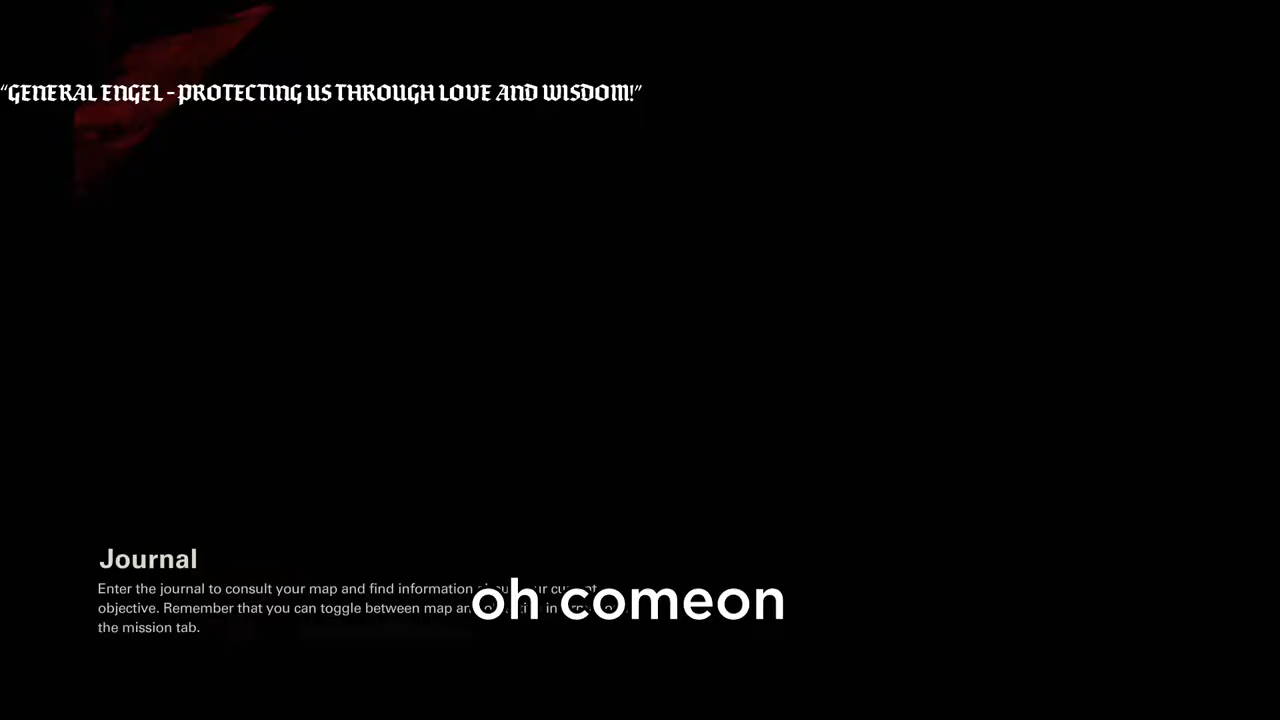 “GENERAL ENGEL - PROTECTING US THROUGH LOVE AND WISDOM!”
Journal
Enter the journal to consult your map and find information
objective. Remember that you can toggle between map
the mission tab.
oh comeon